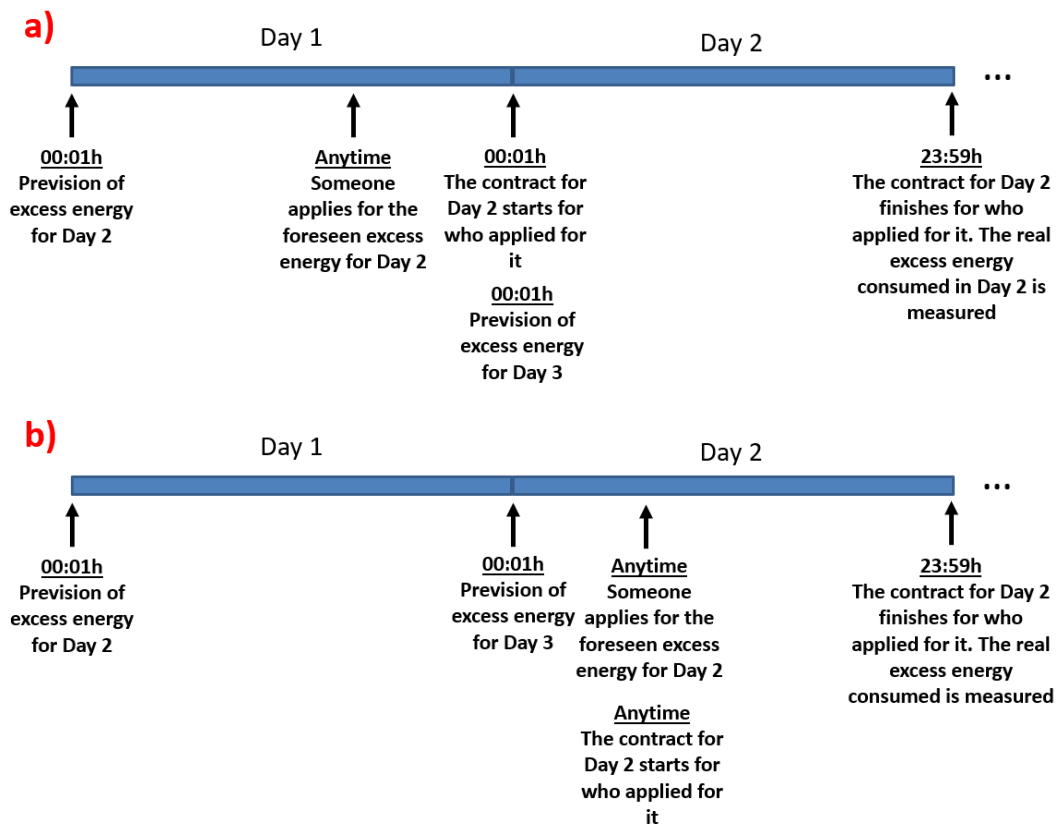 a)
Day 1
Day 2
...
00:01h
Prevision of
excess energy
for Day 2
Anytime
Someone
applies for the
foreseen excess
energy for Day 2
00:01h
The contract for
Day 2 starts for
who applied for
it
00:01h
Prevision of
excess energy
for Day 3
23:59h
The contract for Day 2
finishes for who
applied for it. The real
excess energy
consumed in Day 2 is
measured
b)
Day 1
Day 2
...
00:01h
Prevision of
excess energy
for Day 2
00:01h
Prevision of
excess energy
for Day 3
Anytime
Someone
applies for the
foreseen excess
energy for Day 2
Anytime
The contract for
Day 2 starts for
who applied for
it
23:59h
The contract for Day 2
finishes for who
applied for it. The real
excess energy
consumed is measured